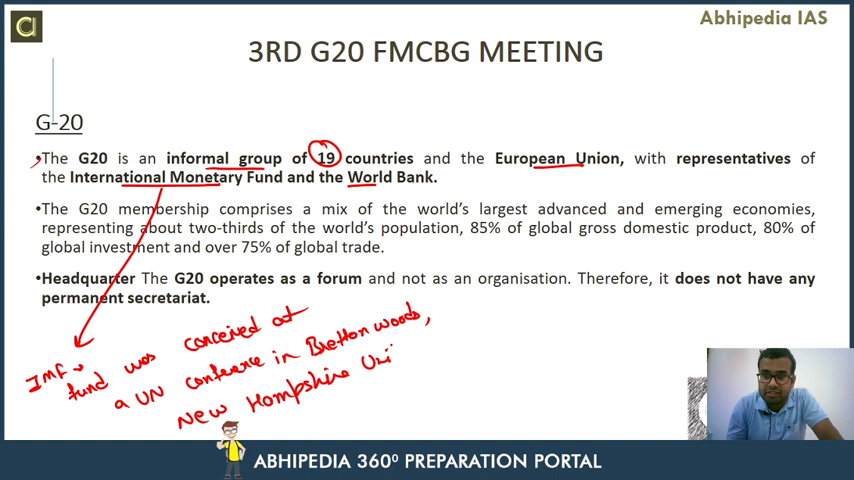 Abhipedia IAS
3RD G20 FMCBG MEETING
G-20
•The G20 is an informal group of 19 countries and the European Union, with representatives of
the International Monetary Fund and the World Bank.
•The G20 membership comprises a mix of the world's largest advanced and emerging economies,
representing about two-thirds of the world's population, 85% of global gross domestic product, 80% of
global investment and over 75% of global trade.
•Headquarter The G20 operates as a forum and not as an organisation. Therefore, it does not have any
permanent secretariat.
IMF →
fund was conceived at
a UN conference in Bretton woods,
New Hampshire Uni
ABHIPEDIA 360⁰ PREPARATION PORTAL